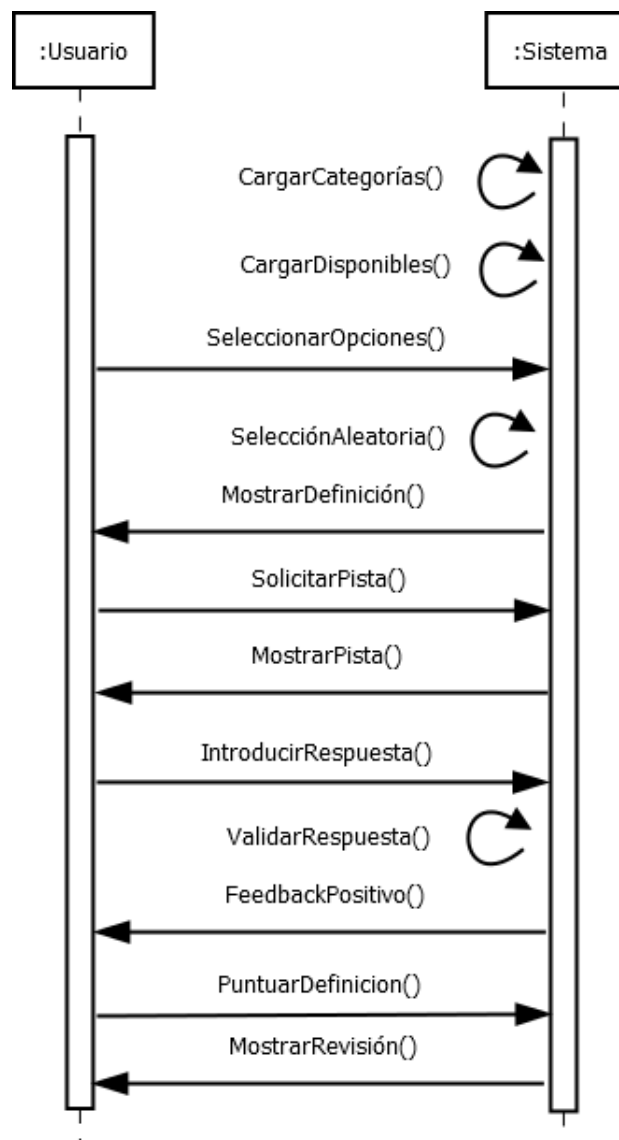 :Usuario
:Sistema
CargarCategorías()
CargarDisponibles()
SeleccionarOpciones()
SelecciónAleatoria()
MostrarDefinición()
SolicitarPista()
MostrarPista()
IntroducirRespuesta()
ValidarRespuesta()
FeedbackPositivo()
PuntuarDefinicion()
MostrarRevisión()